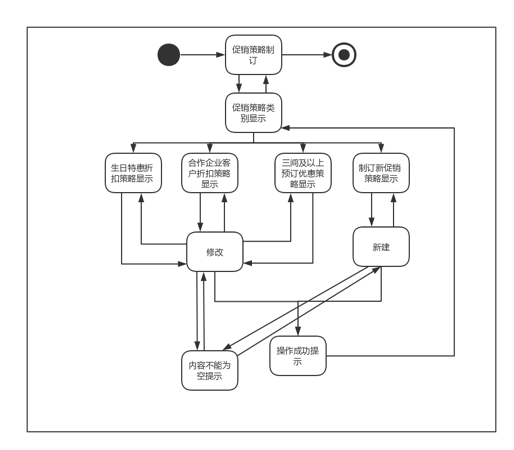 促销策略制
订
促销策略类
别显示
生日特惠折
扣策略显示
合作企业客
户折扣策略
显示
三间及以上
预订优惠策
略显示
制订新促销
策略显示
修改
新建
内容不能为
空提示
操作成功提
示